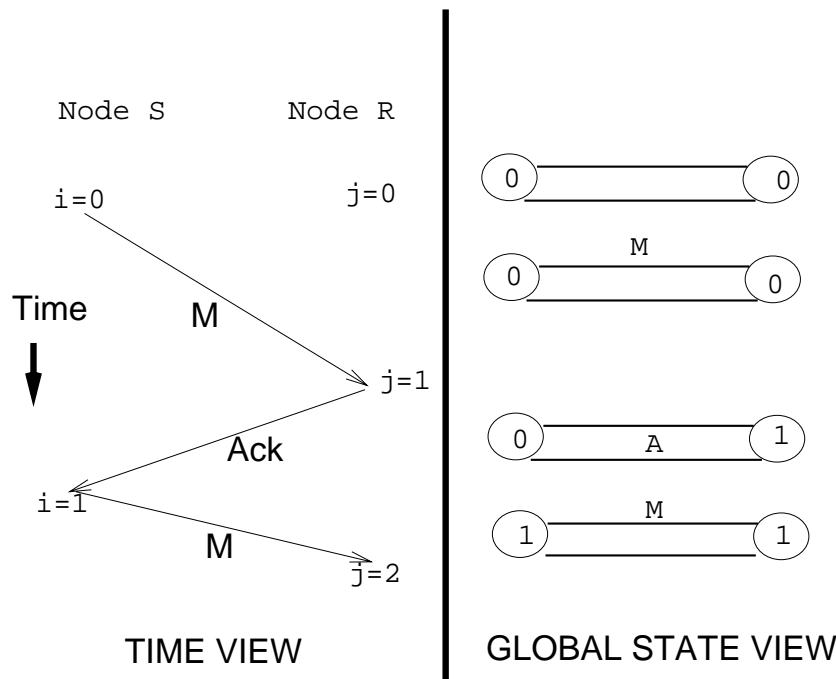 Node S Node R
i=0 j=0
Time
M
j=1
Ack
i=1
M
j=2
TIME VIEW
0 0
M
0 0
0 A 1
M
1 1
GLOBAL STATE VIEW